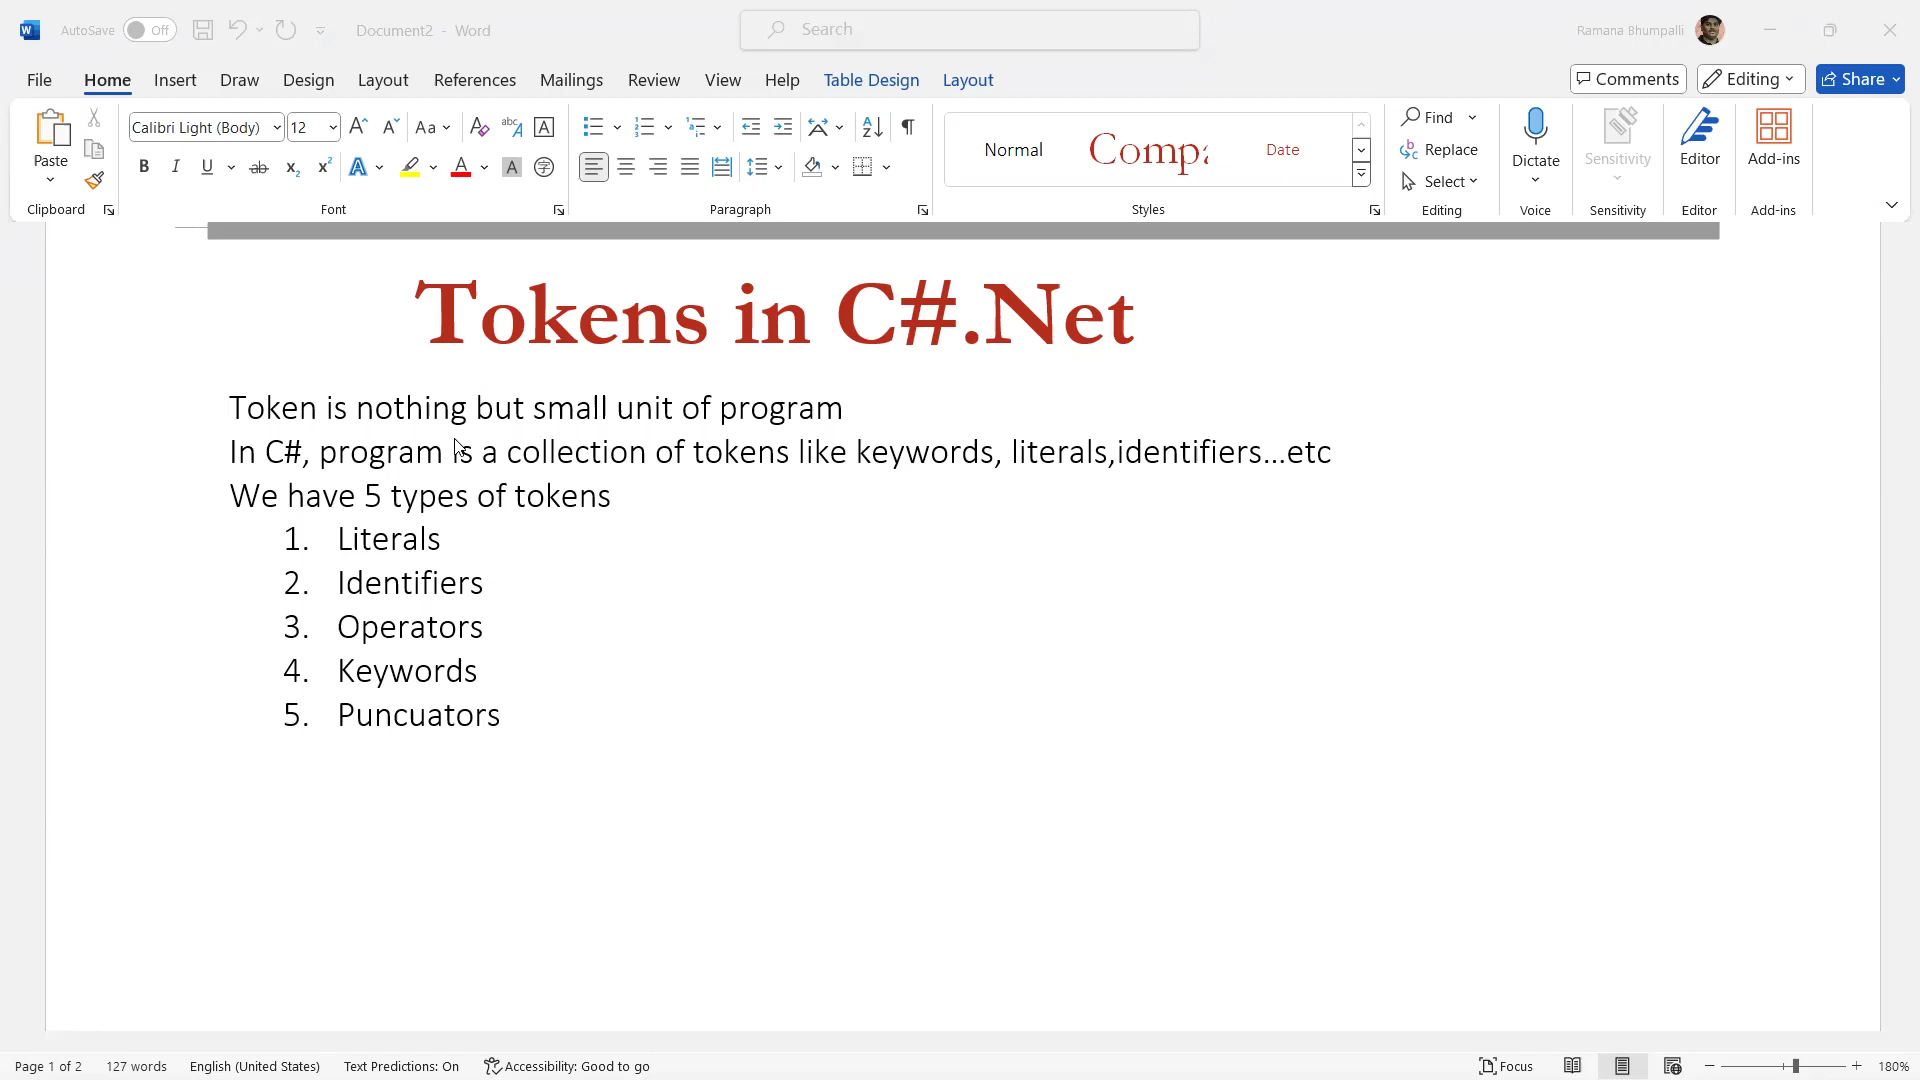 AutoSave Off Document2 - Word Search Ramana Bhumpalli
File Home Insert Draw Design Layout References Mailings Review View Help Table Design Layout Comments Editing Share
Paste Calibri Light (Body) 12 Normal Compa Date Find Replace Select Dictate Sensitivity Editor Add-ins
Clipboard Font Paragraph Styles Editing Voice Sensitivity Editor Add-ins
Tokens in C#.Net
Token is nothing but small unit of program
In C#, program is a collection of tokens like keywords, literals,identifiers...etc
We have 5 types of tokens
1. Literals
2. Identifiers
3. Operators
4. Keywords
5. Puncuators
Page 1 of 2 127 words English (United States) Text Predictions: On Accessibility: Good to go Focus 180%